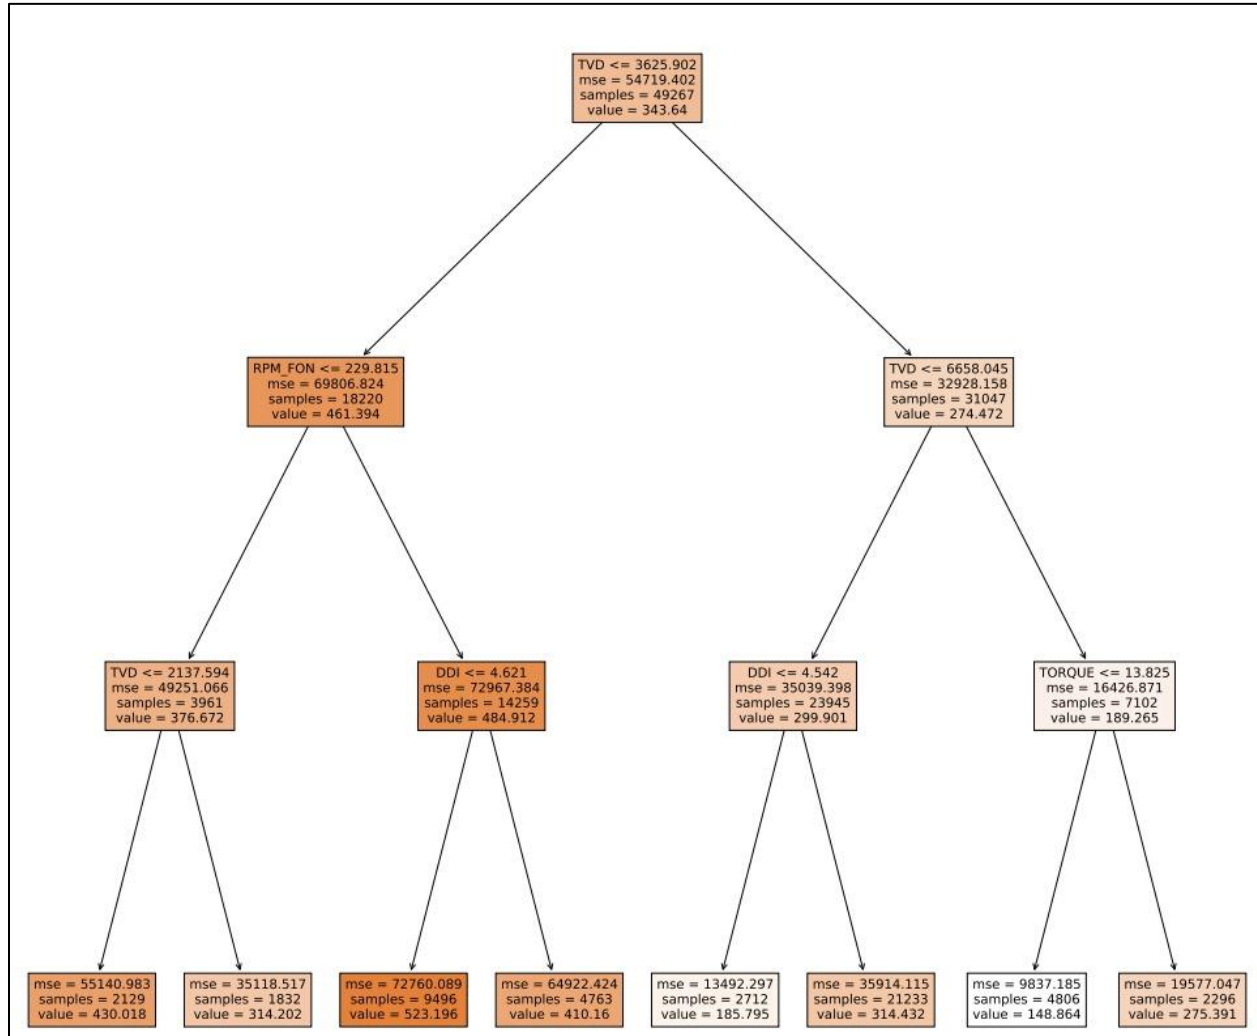 TVD <= 3625.902
mse = 54719.402
samples = 49267
value = 343.64
RPM_FON <= 229.815
mse = 69806.824
samples = 18220
value = 461.394
TVD <= 6658.045
mse = 32928.158
samples = 31047
value = 274.472
TVD <= 2137.594
mse = 49251.066
samples = 3961
value = 376.672
DDI <= 4.621
mse = 72967.384
samples = 14259
value = 484.912
DDI <= 4.542
mse = 35039.398
samples = 23945
value = 299.901
TORQUE <= 13.825
mse = 16426.871
samples = 7102
value = 189.265
mse = 55140.983
samples = 2129
value = 430.018
mse = 35118.517
samples = 1832
value = 314.202
mse = 72760.089
samples = 9496
value = 523.196
mse = 64922.424
samples = 4763
value = 410.16
mse = 13492.297
samples = 2712
value = 185.795
mse = 35914.115
samples = 21233
value = 314.432
mse = 9837.185
samples = 4806
value = 148.864
mse = 19577.047
samples = 2296
value = 275.391